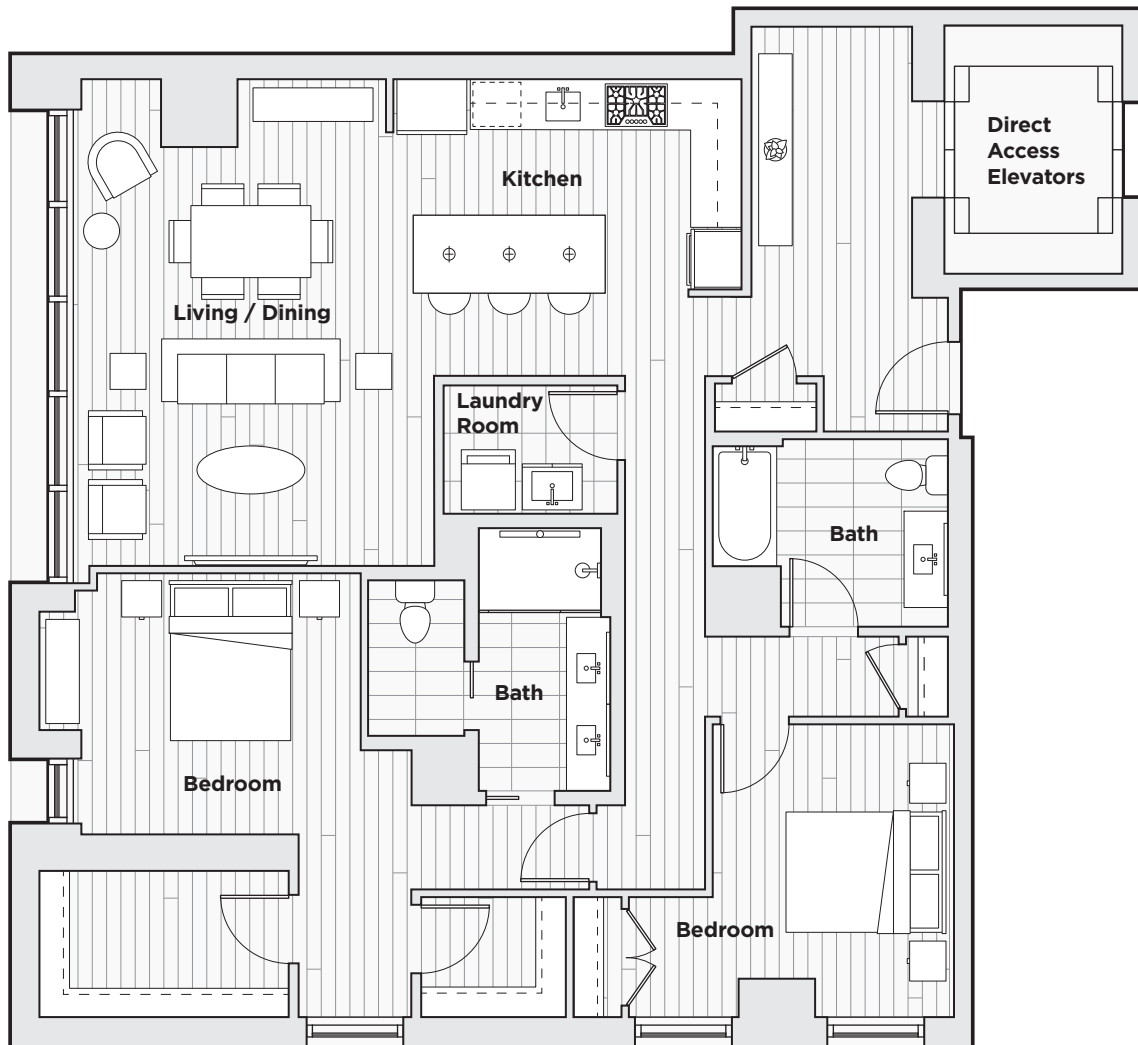 Direct
Access
Elevators
Kitchen
Living / Dining
Laundry
Room
Bath
Bath
Bedroom
Bedroom